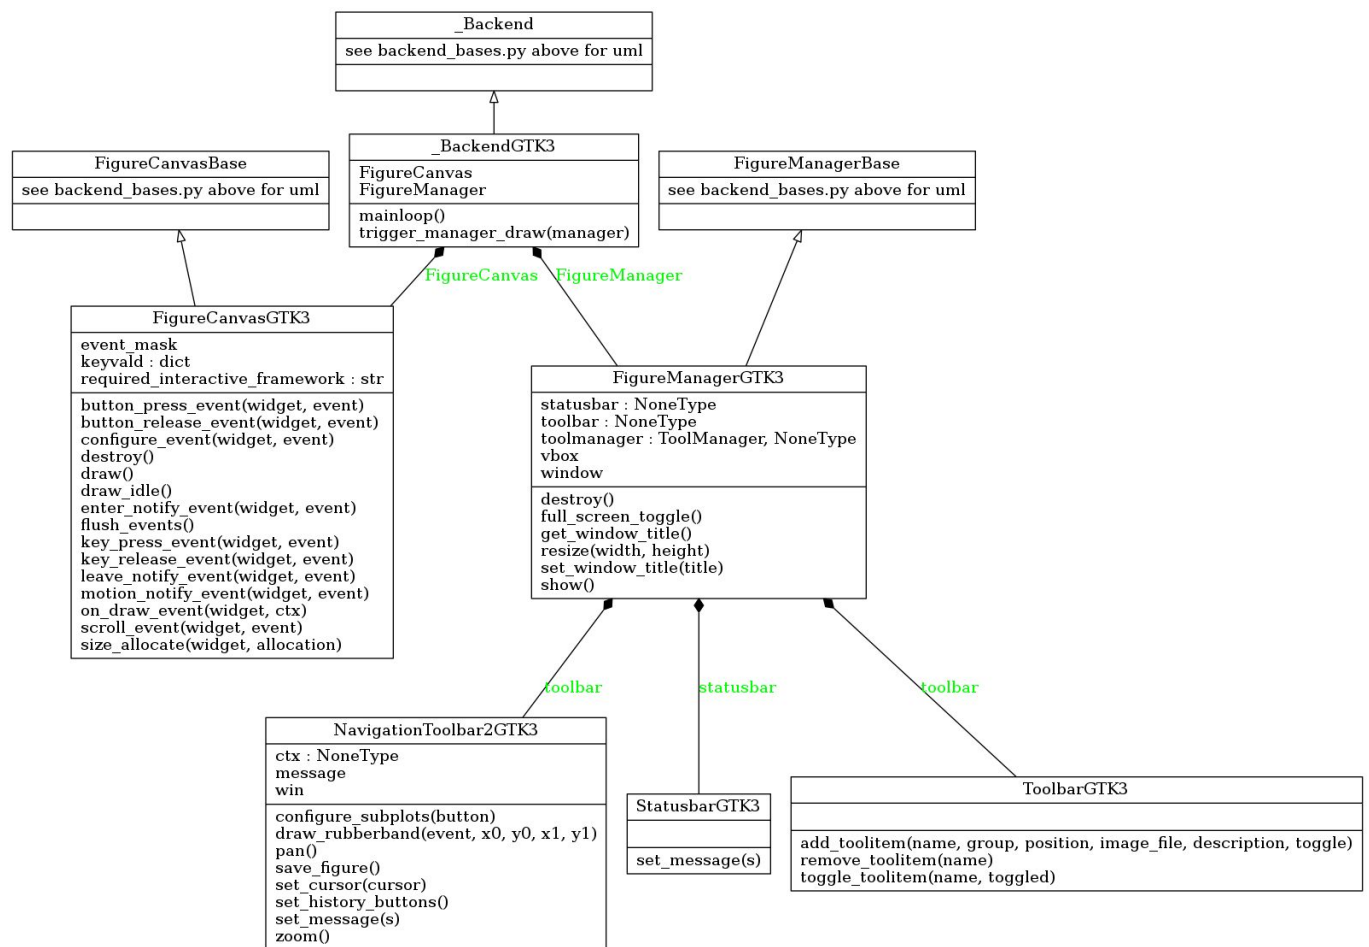 _Backend
see backend_bases.py above for uml
FigureCanvasBase
see backend_bases.py above for uml
_BackendGTK3
FigureCanvas
FigureManager
mainloop()
trigger_manager_draw(manager)
FigureManagerBase
see backend_bases.py above for uml
FigureCanvas
FigureManager
FigureCanvasGTK3
event_mask
keyvald : dict
required_interactive_framework : str
button_press_event(widget, event)
button_release_event(widget, event)
configure_event(widget, event)
destroy()
draw()
draw_idle()
enter_notify_event(widget, event)
flush_events()
key_press_event(widget, event)
key_release_event(widget, event)
leave_notify_event(widget, event)
motion_notify_event(widget, event)
on_draw_event(widget, ctx)
scroll_event(widget, event)
size_allocate(widget, allocation)
FigureManagerGTK3
statusbar : NoneType
toolbar : NoneType
toolmanager : ToolManager, NoneType
vbox
window
destroy()
full_screen_toggle()
get_window_title()
resize(width, height)
set_window_title(title)
show()
toolbar
statusbar
toolbar
NavigationToolbar2GTK3
ctx : NoneType
message
win
configure_subplots(button)
draw_rubberband(event, x0, y0, x1, y1)
pan()
save_figure()
set_cursor(cursor)
set_history_buttons()
set_message(s)
zoom()
StatusbarGTK3
set_message(s)
ToolbarGTK3
add_toolitem(name, group, position, image_file, description, toggle)
remove_toolitem(name)
toggle_toolitem(name, toggled)